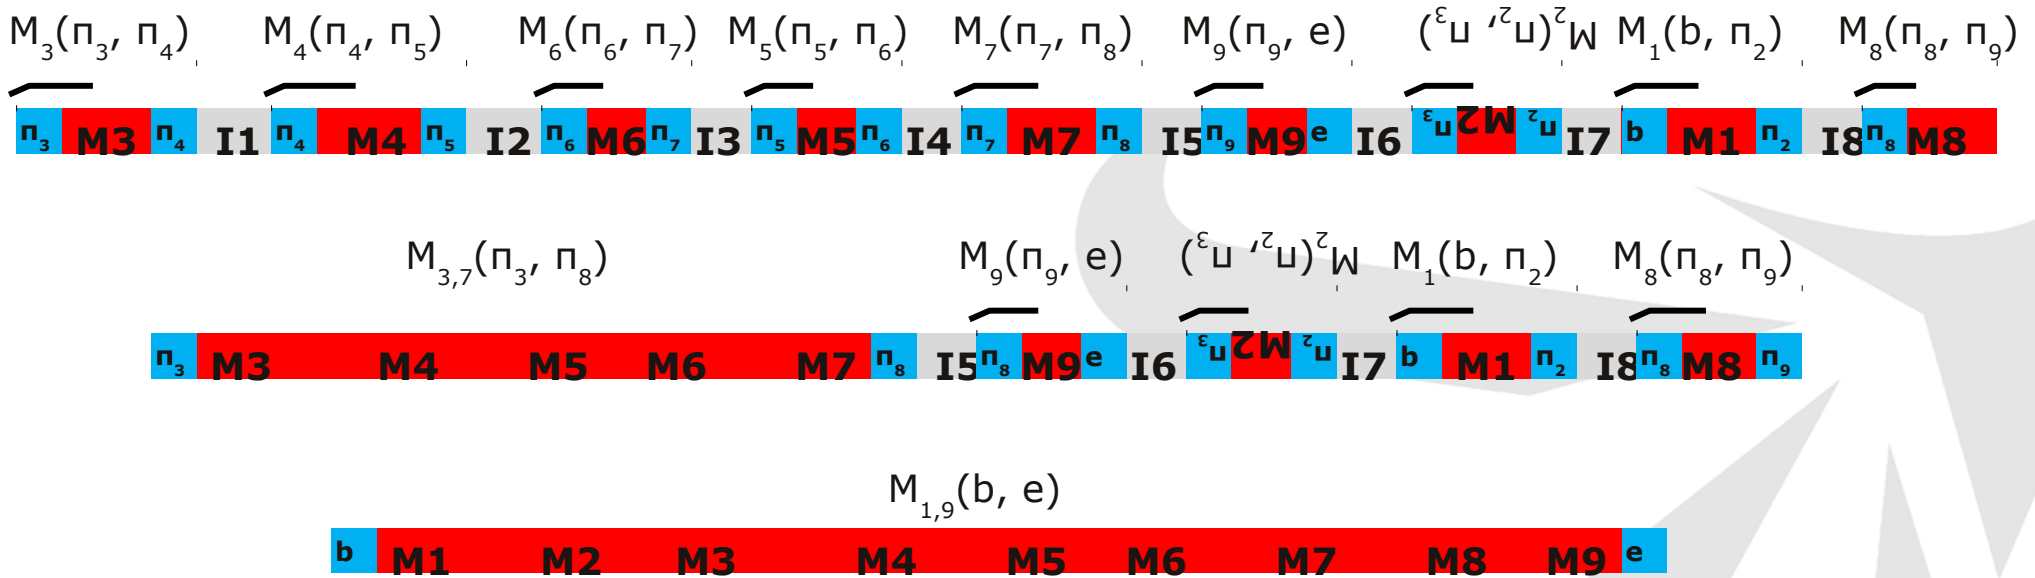 M₃(π₃, π₄) M₄(π₄, π₅) M₆(π₆, π₇) M₅(π₅, π₆) M₇(π₇, π₈) M₉(π₉, e) M₂(π₂, π₃) M₁(b, π₂) M₈(π₈, π₉)
π₃ M3 π₄ I1 π₄ M4 π₅ I2 π₆ M6 π₇ I3 π₅ M5 π₆ I4 π₇ M7 π₈ I5 π₉ M9 e I6 π₃ M2 π₂ I7 b M1 π₂ I8 π₈ M8
M₃,₇(π₃, π₈) M₉(π₉, e) M₂(π₂, π₃) M₁(b, π₂) M₈(π₈, π₉)
π₃ M3 M4 M5 M6 M7 π₈ I5 π₈ M9 e I6 π₃ M2 π₂ I7 b M1 π₂ I8 π₈ M8 π₉
M₁,₉(b, e)
b M1 M2 M3 M4 M5 M6 M7 M8 M9 e